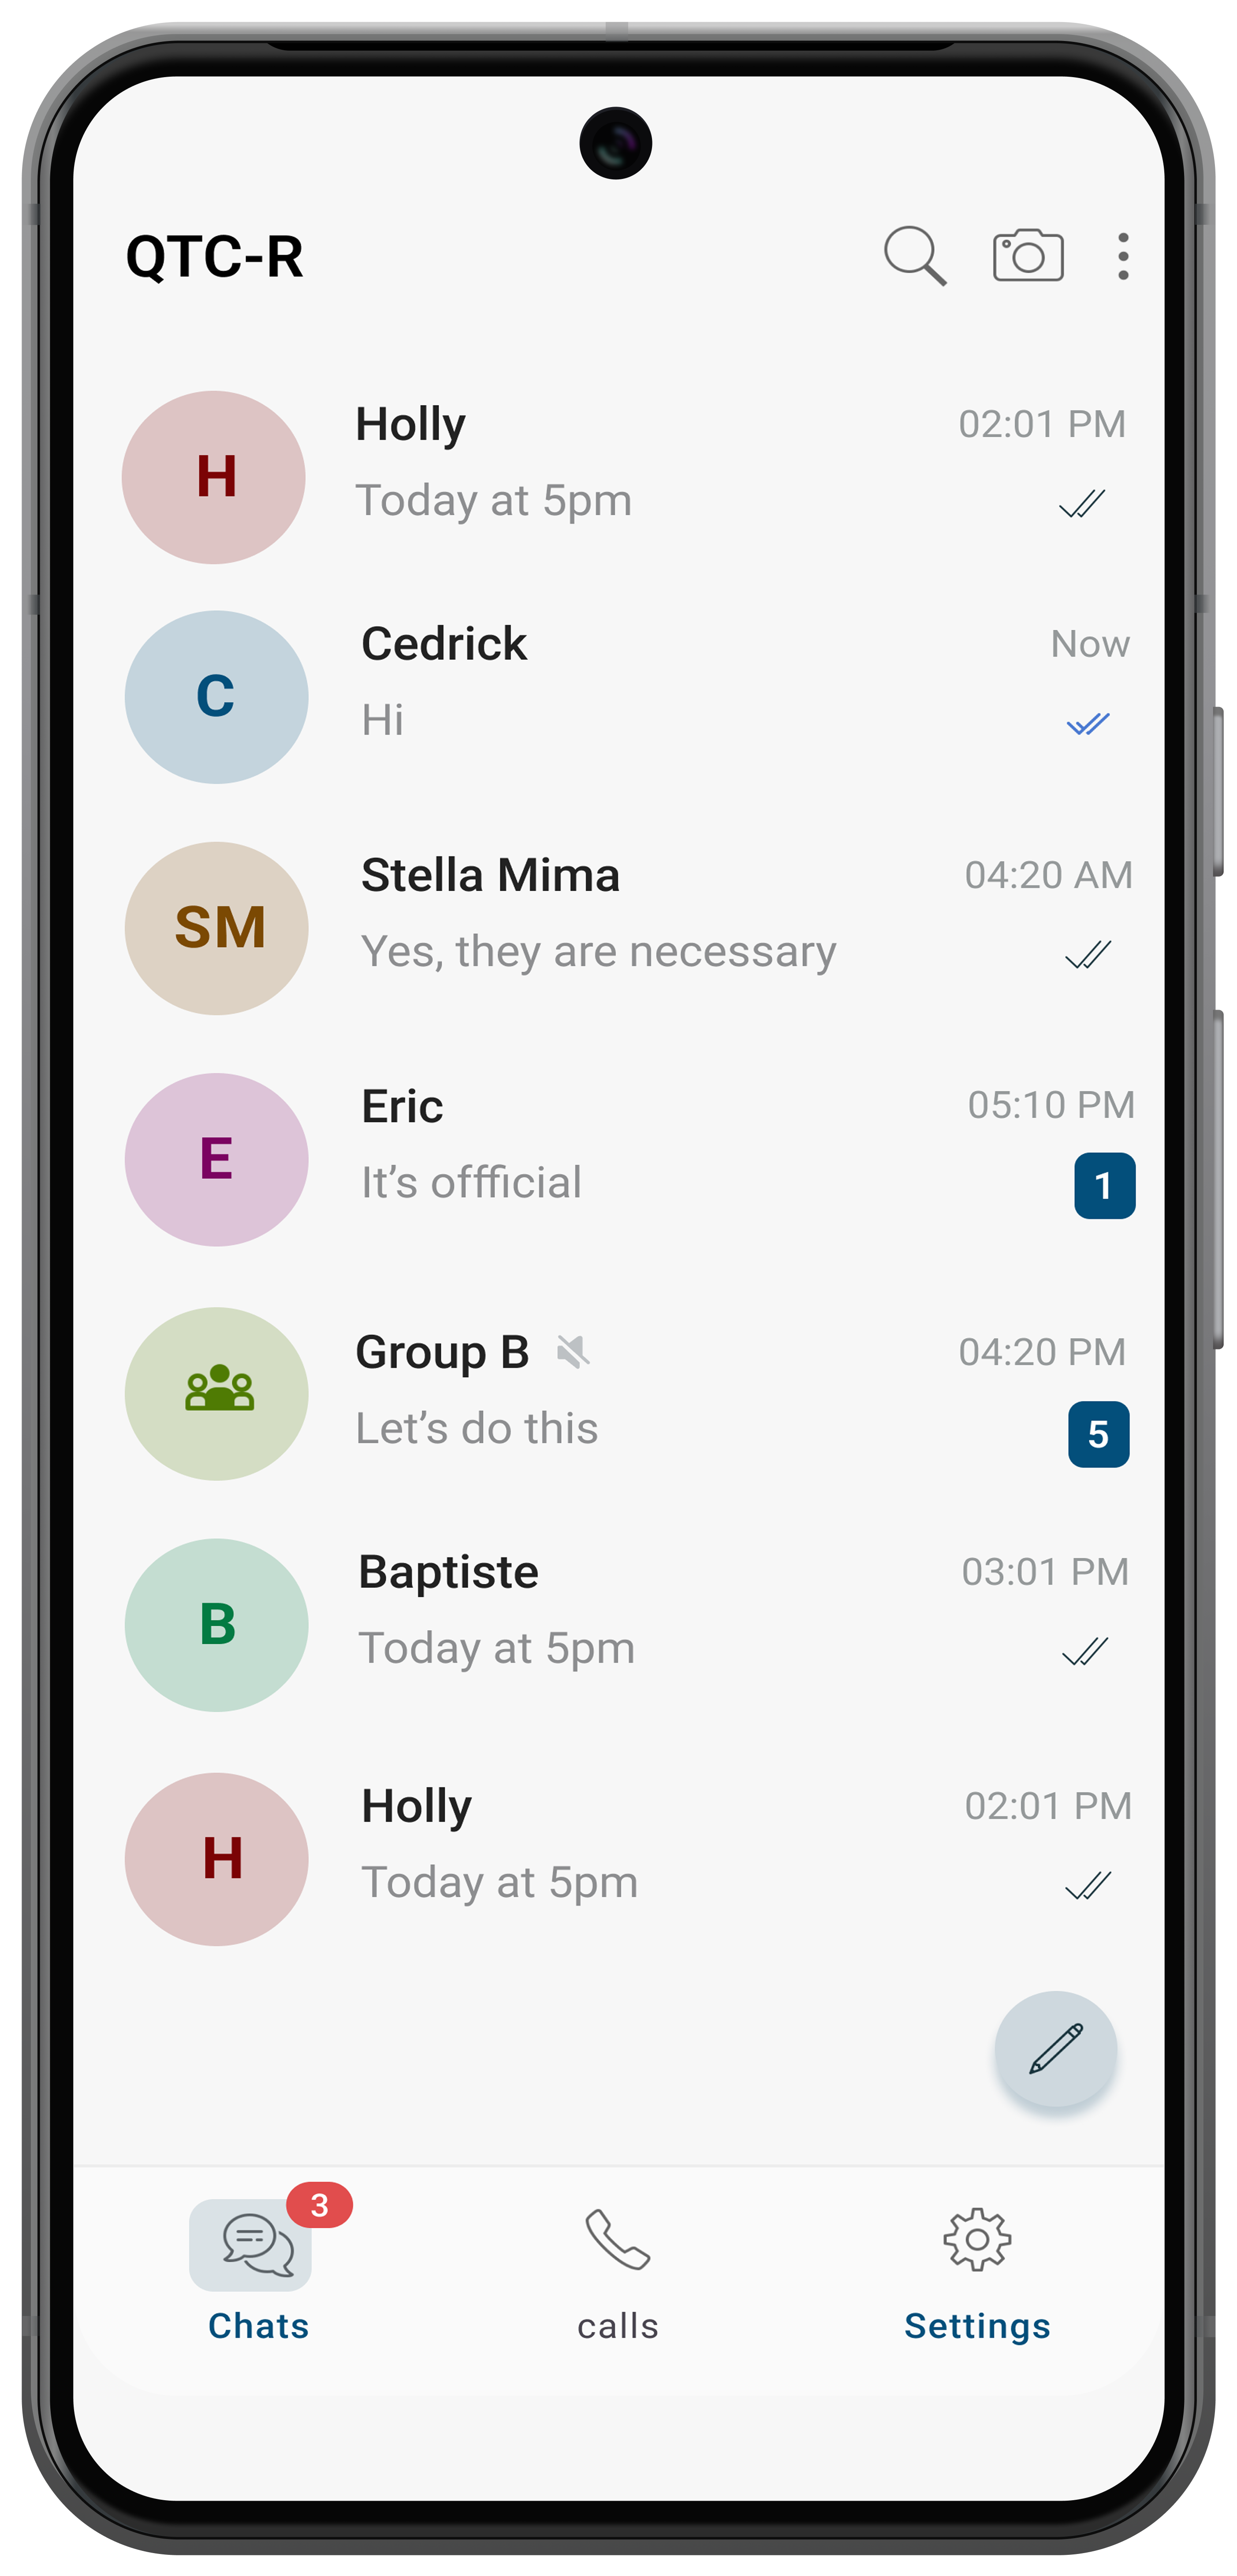 QTC-R
H
Holly
02:01 PM
Today at 5pm
C
Cedrick
Now
Hi
SM
Stella Mima
04:20 AM
Yes, they are necessary
E
Eric
05:10 PM
It’s offficial
1
Group B
04:20 PM
Let’s do this
5
B
Baptiste
03:01 PM
Today at 5pm
H
Holly
02:01 PM
Today at 5pm
3
Chats
calls
Settings